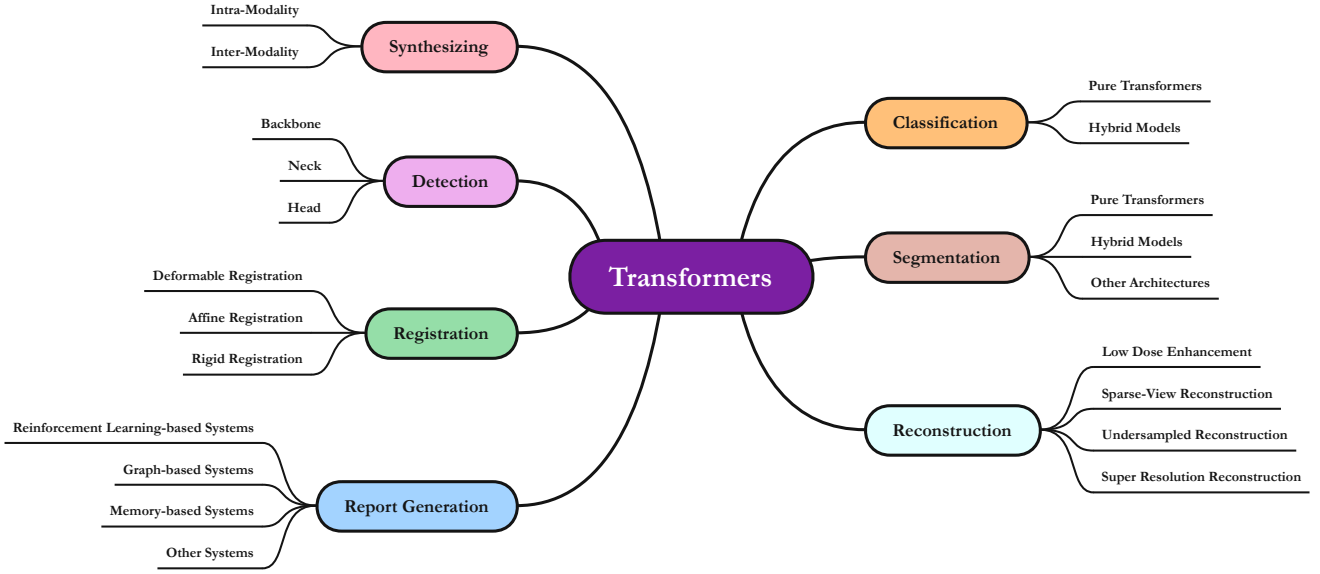 Transformers
Synthesizing
Intra-Modality
Inter-Modality
Detection
Backbone
Neck
Head
Registration
Deformable Registration
Affine Registration
Rigid Registration
Report Generation
Reinforcement Learning-based Systems
Graph-based Systems
Memory-based Systems
Other Systems
Classification
Pure Transformers
Hybrid Models
Segmentation
Pure Transformers
Hybrid Models
Other Architectures
Reconstruction
Low Dose Enhancement
Sparse-View Reconstruction
Undersampled Reconstruction
Super Resolution Reconstruction